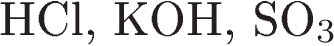 HCl, KOH, SO₃